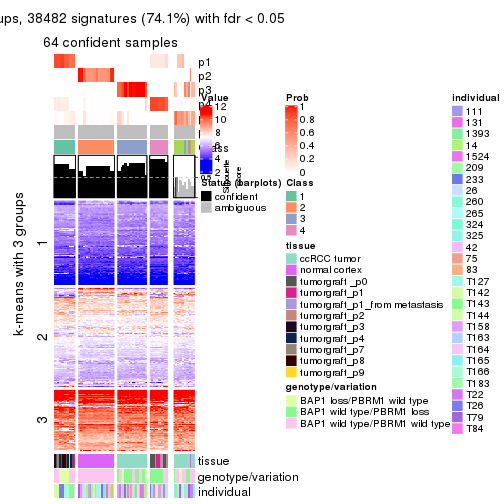 ups, 38482 signatures (74.1%) with fdr < 0.05
64 confident samples
p1
p2
p3
p4
Value
12
10
8
6
4
2
Prob
1
0.8
0.6
0.4
0.2
0
Silhouette
score
Status (barplots)
confident
ambiguous
Class
1
2
3
4
tissue
ccRCC tumor
normal cortex
tumorgraft _p0
tumorgraft_p1
tumorgraft_p1_from metastasis
tumorgraft_p2
tumorgraft_p3
tumorgraft_p4
tumorgraft_p7
tumorgraft_p8
tumorgraft_p9
genotype/variation
BAP1 loss/PBRM1 wild type
BAP1 wild type/PBRM1 loss
BAP1 wild type/PBRM1 wild type
individual
111
131
1393
14
1524
209
233
26
260
265
324
325
42
75
83
T127
T142
T143
T144
T158
T163
T164
T165
T166
T183
T22
T26
T79
T84
k-means with 3 groups
1
2
3
tissue
genotype/variation
individual